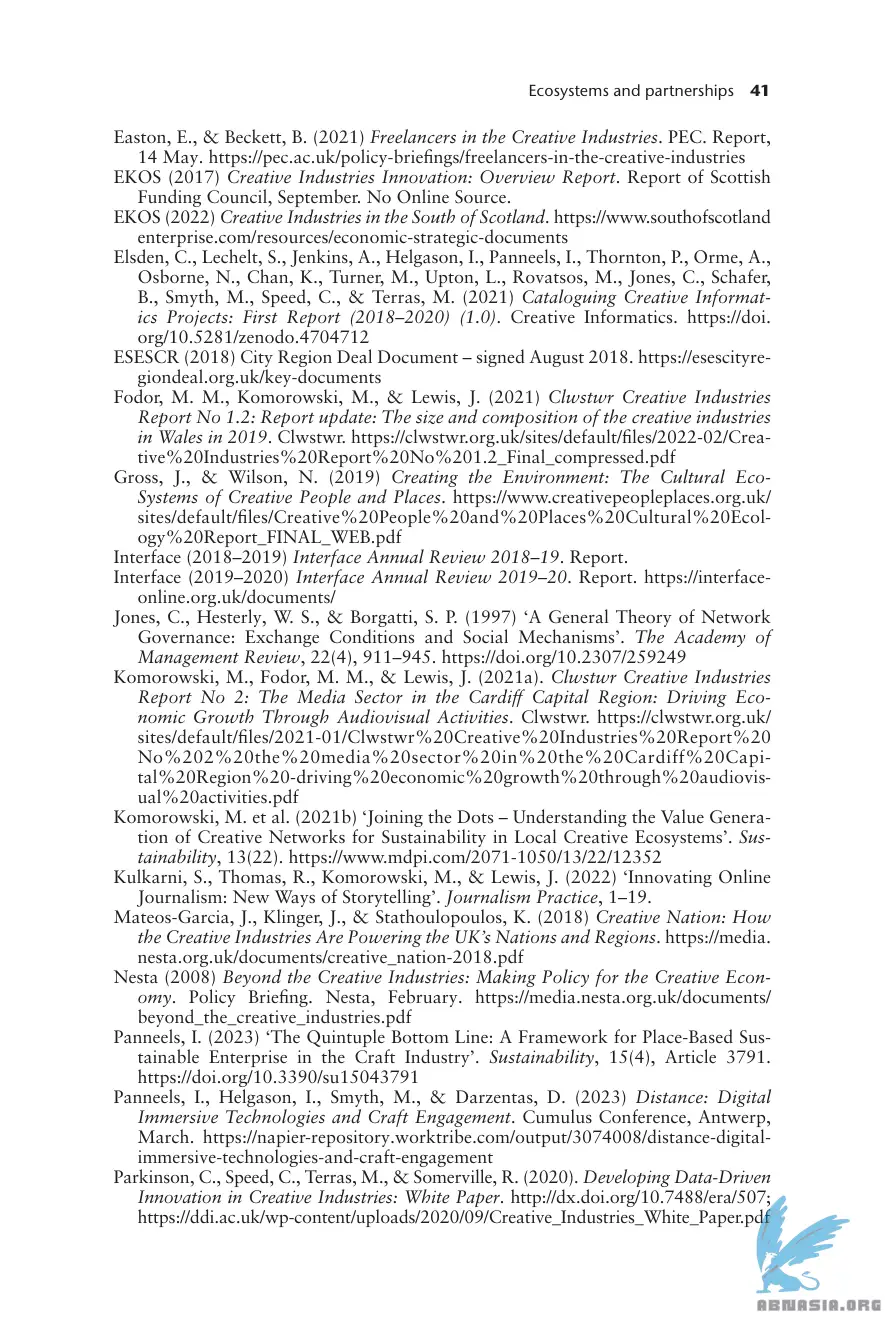 Ecosystems and partnerships 41
Easton, E., & Beckett, B. (2021) Freelancers in the Creative Industries. PEC. Report,
14 May. https://pec.ac.uk/policy-briefings/freelancers-in-the-creative-industries
EKOS (2017) Creative Industries Innovation: Overview Report. Report of Scottish
Funding Council, September. No Online Source.
EKOS (2022) Creative Industries in the South of Scotland. https://www.southofscotland
enterprise.com/resources/economic-strategic-documents
Elsden, C., Lechelt, S., Jenkins, A., Helgason, I., Panneels, I., Thornton, P., Orme, A.,
Osborne, N., Chan, K., Turner, M., Upton, L., Rovatsos, M., Jones, C., Schafer,
B., Smyth, M., Speed, C., & Terras, M. (2021) Cataloguing Creative Informat-
ics Projects: First Report (2018–2020) (1.0). Creative Informatics. https://doi.
org/10.5281/zenodo.4704712
ESESCR (2018) City Region Deal Document – signed August 2018. https://esescityre-
giondeal.org.uk/key-documents
Fodor, M. M., Komorowski, M., & Lewis, J. (2021) Clwstwr Creative Industries
Report No 1.2: Report update: The size and composition of the creative industries
in Wales in 2019. Clwstwr. https://clwstwr.org.uk/sites/default/files/2022-02/Crea-
tive%20Industries%20Report%20No%201.2_Final_compressed.pdf
Gross, J., & Wilson, N. (2019) Creating the Environment: The Cultural Eco-
Systems of Creative People and Places. https://www.creativepeopleplaces.org.uk/
sites/default/files/Creative%20People%20and%20Places%20Cultural%20Ecol-
ogy%20Report_FINAL_WEB.pdf
Interface (2018–2019) Interface Annual Review 2018–19. Report.
Interface (2019–2020) Interface Annual Review 2019–20. Report. https://interface-
online.org.uk/documents/
Jones, C., Hesterly, W. S., & Borgatti, S. P. (1997) ‘A General Theory of Network
Governance: Exchange Conditions and Social Mechanisms’. The Academy of
Management Review, 22(4), 911–945. https://doi.org/10.2307/259249
Komorowski, M., Fodor, M. M., & Lewis, J. (2021a). Clwstwr Creative Industries
Report No 2: The Media Sector in the Cardiff Capital Region: Driving Eco-
nomic Growth Through Audiovisual Activities. Clwstwr. https://clwstwr.org.uk/
sites/default/files/2021-01/Clwstwr%20Creative%20Industries%20Report%20
No%202%20the%20media%20sector%20in%20the%20Cardiff%20Capi-
tal%20Region%20-driving%20economic%20growth%20through%20audiovis-
ual%20activities.pdf
Komorowski, M. et al. (2021b) ‘Joining the Dots – Understanding the Value Genera-
tion of Creative Networks for Sustainability in Local Creative Ecosystems’. Sus-
tainability, 13(22). https://www.mdpi.com/2071-1050/13/22/12352
Kulkarni, S., Thomas, R., Komorowski, M., & Lewis, J. (2022) ‘Innovating Online
Journalism: New Ways of Storytelling’. Journalism Practice, 1–19.
Mateos-Garcia, J., Klinger, J., & Stathoulopoulos, K. (2018) Creative Nation: How
the Creative Industries Are Powering the UK’s Nations and Regions. https://media.
nesta.org.uk/documents/creative_nation-2018.pdf
Nesta (2008) Beyond the Creative Industries: Making Policy for the Creative Econ-
omy. Policy Briefing. Nesta, February. https://media.nesta.org.uk/documents/
beyond_the_creative_industries.pdf
Panneels, I. (2023) ‘The Quintuple Bottom Line: A Framework for Place-Based Sus-
tainable Enterprise in the Craft Industry’. Sustainability, 15(4), Article 3791.
https://doi.org/10.3390/su15043791
Panneels, I., Helgason, I., Smyth, M., & Darzentas, D. (2023) Distance: Digital
Immersive Technologies and Craft Engagement. Cumulus Conference, Antwerp,
March. https://napier-repository.worktribe.com/output/3074008/distance-digital-
immersive-technologies-and-craft-engagement
Parkinson, C., Speed, C., Terras, M., & Somerville, R. (2020). Developing Data-Driven
Innovation in Creative Industries: White Paper. http://dx.doi.org/10.7488/era/507;
https://ddi.ac.uk/wp-content/uploads/2020/09/Creative_Industries_White_Paper.pdf
ABNASIA.ORG